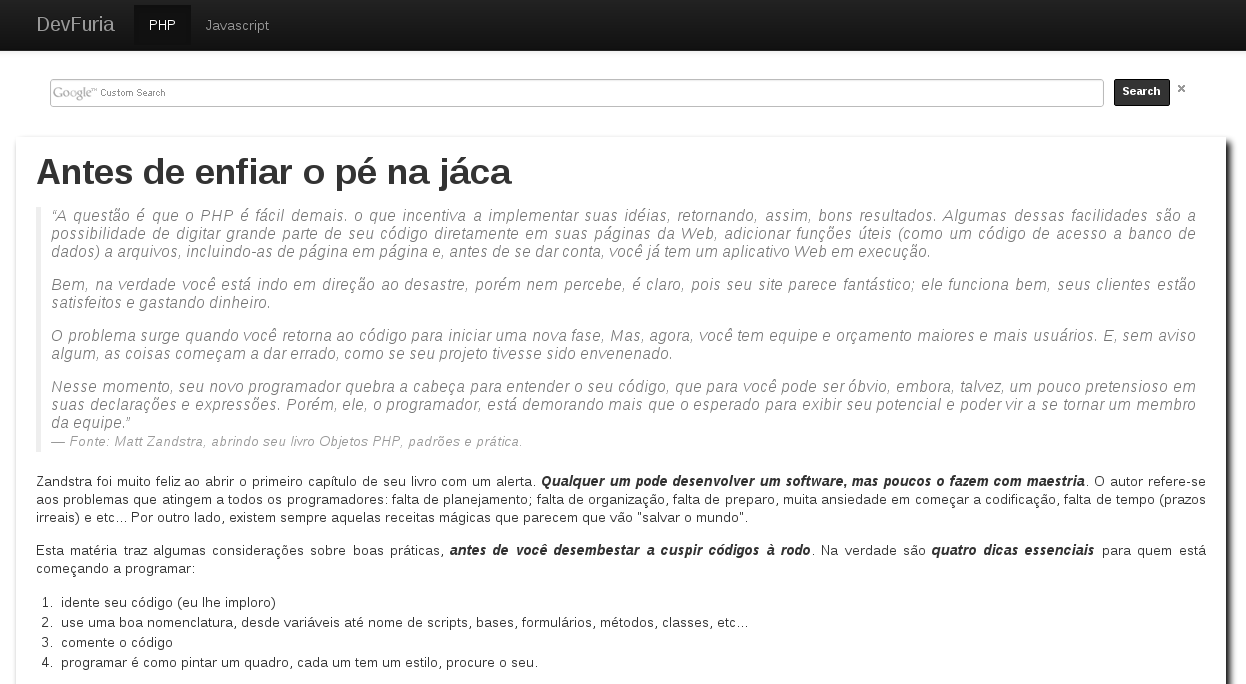 DevFuria PHP Javascript
Google™ Custom Search Search ×
Antes de enfiar o pé na jáca
“A questão é que o PHP é fácil demais. o que incentiva a implementar suas idéias, retornando, assim, bons resultados. Algumas dessas facilidades são a
possibilidade de digitar grande parte de seu código diretamente em suas páginas da Web, adicionar funções úteis (como um código de acesso a banco de
dados) a arquivos, incluindo-as de página em página e, antes de se dar conta, você já tem um aplicativo Web em execução.
Bem, na verdade você está indo em direção ao desastre, porém nem percebe, é claro, pois seu site parece fantástico; ele funciona bem, seus clientes estão
satisfeitos e gastando dinheiro.
O problema surge quando você retorna ao código para iniciar uma nova fase, Mas, agora, você tem equipe e orçamento maiores e mais usuários. E, sem aviso
algum, as coisas começam a dar errado, como se seu projeto tivesse sido envenenado.
Nesse momento, seu novo programador quebra a cabeça para entender o seu código, que para você pode ser óbvio, embora, talvez, um pouco pretensioso em
suas declarações e expressões. Porém, ele, o programador, está demorando mais que o esperado para exibir seu potencial e poder vir a se tornar um membro
da equipe.”
— Fonte: Matt Zandstra, abrindo seu livro Objetos PHP, padrões e prática.
Zandstra foi muito feliz ao abrir o primeiro capítulo de seu livro com um alerta. Qualquer um pode desenvolver um software, mas poucos o fazem com maestria. O autor refere-se
aos problemas que atingem a todos os programadores: falta de planejamento; falta de organização, falta de preparo, muita ansiedade em começar a codificação, falta de tempo (prazos
irreais) e etc... Por outro lado, existem sempre aquelas receitas mágicas que parecem que vão "salvar o mundo".
Esta matéria traz algumas considerações sobre boas práticas, antes de você desembestar a cuspir códigos à rodo. Na verdade são quatro dicas essenciais para quem está
começando a programar:
1. idente seu código (eu lhe imploro)
2. use uma boa nomenclatura, desde variáveis até nome de scripts, bases, formulários, métodos, classes, etc...
3. comente o código
4. programar é como pintar um quadro, cada um tem um estilo, procure o seu.